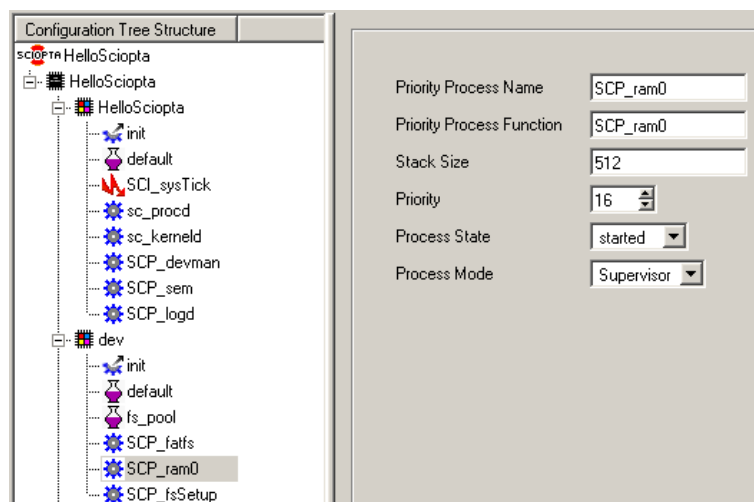 Configuration Tree Structure
SCIOPTA HelloSciopta
HelloSciopta
HelloSciopta
init
default
SCI_sysTick
sc_procd
sc_kerneld
SCP_devman
SCP_sem
SCP_logd
dev
init
default
fs_pool
SCP_fatfs
SCP_ram0
SCP_fsSetup
Priority Process Name SCP_ram0
Priority Process Function SCP_ram0
Stack Size 512
Priority 16
Process State started
Process Mode Supervisor